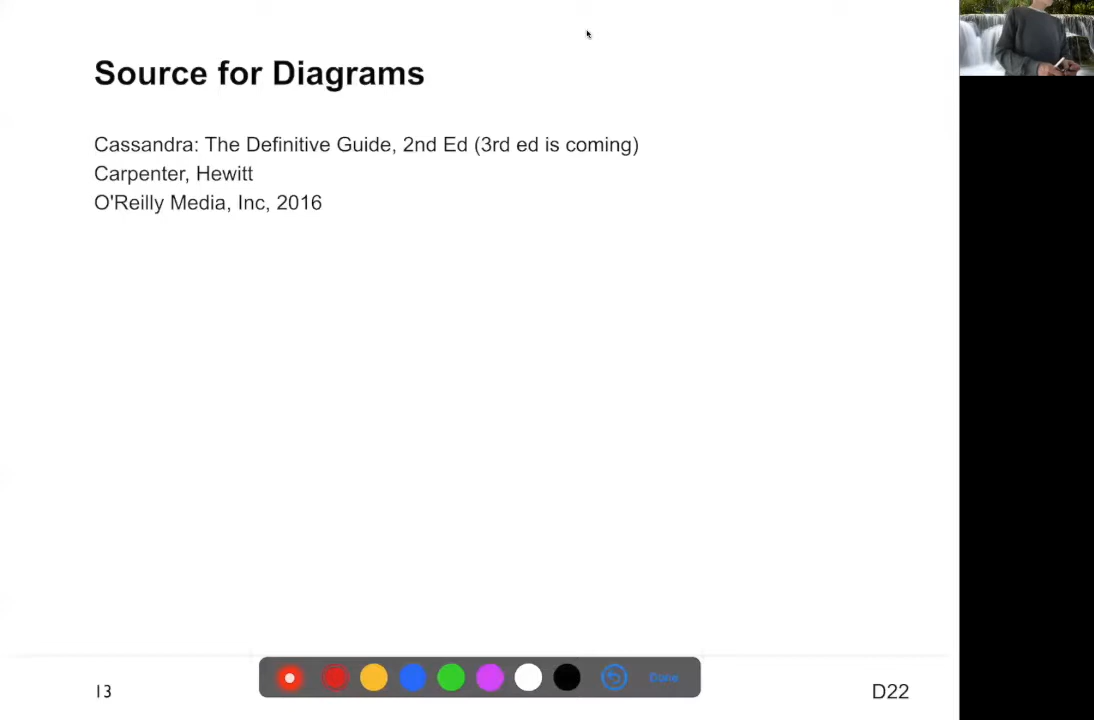 Source for Diagrams
Cassandra: The Definitive Guide, 2nd Ed (3rd ed is coming)
Carpenter, Hewitt
O'Reilly Media, Inc, 2016
Done
13
D22